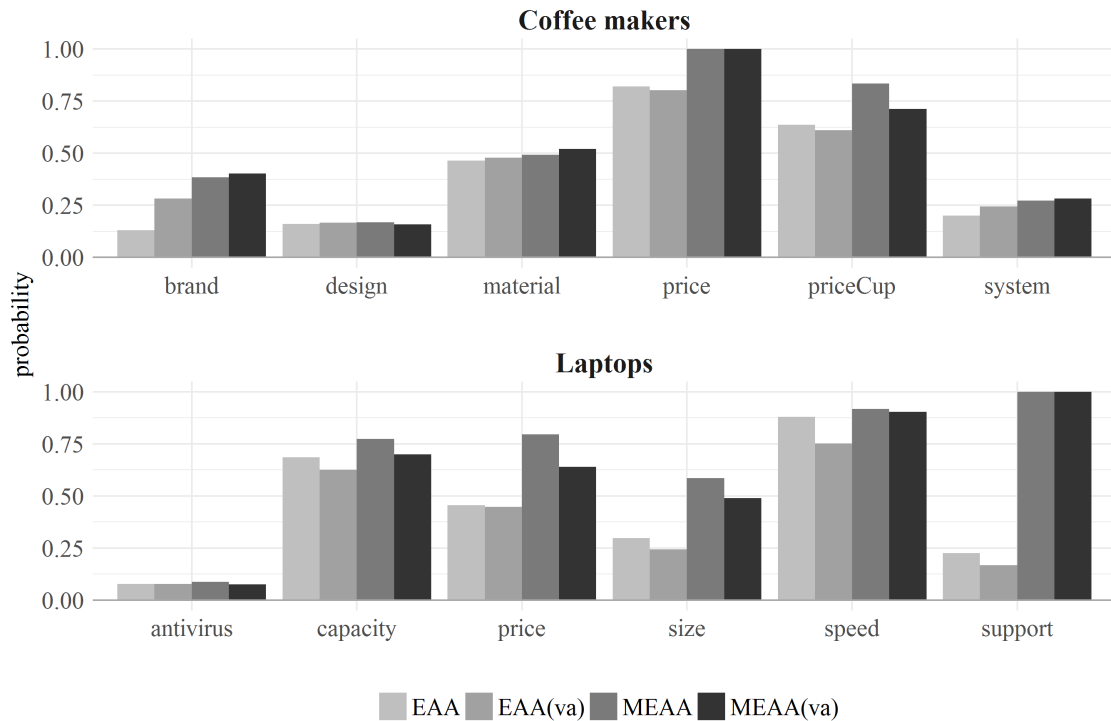 Coffee makers
1.00
0.75
0.50
0.25
0.00
brand design material price priceCup system
probability
Laptops
1.00
0.75
0.50
0.25
0.00
antivirus capacity price size speed support
EAA EAA(va) MEAA MEAA(va)